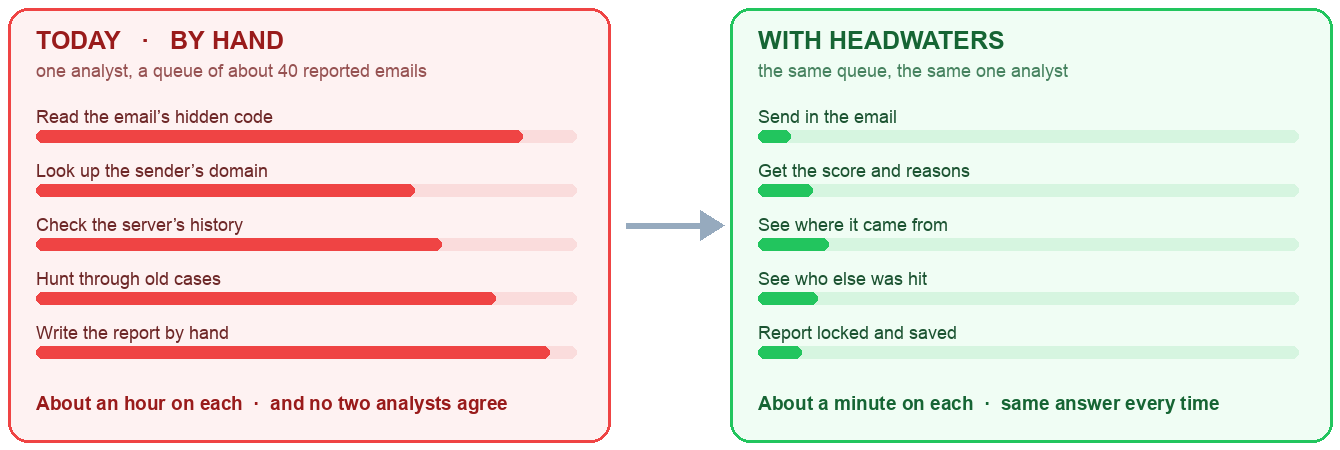 TODAY · BY HAND
one analyst, a queue of about 40 reported emails
Read the email’s hidden code
Look up the sender’s domain
Check the server’s history
Hunt through old cases
Write the report by hand
About an hour on each · and no two analysts agree
WITH HEADWATERS
the same queue, the same one analyst
Send in the email
Get the score and reasons
See where it came from
See who else was hit
Report locked and saved
About a minute on each · same answer every time